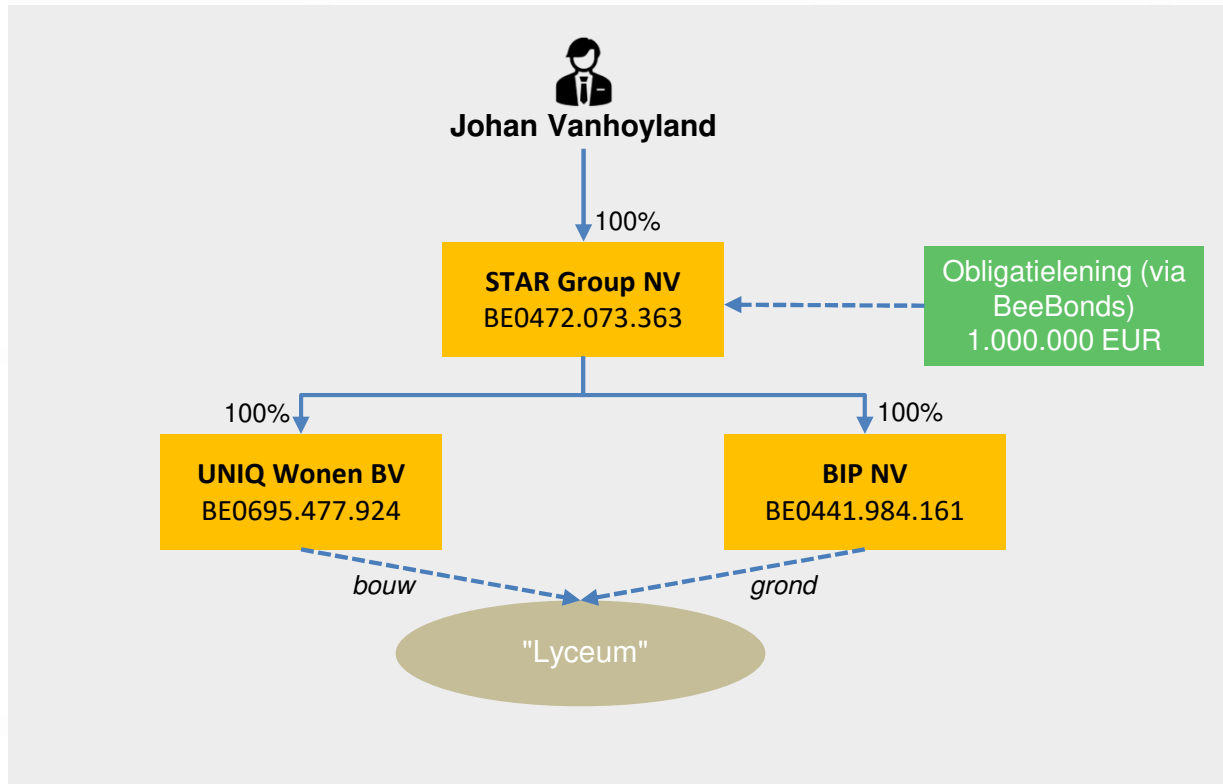 Johan Vanhoyland
100%
STAR Group NV
BE0472.073.363
Obligatielening (via
BeeBonds)
1.000.000 EUR
100%
100%
UNIQ Wonen BV
BE0695.477.924
BIP NV
BE0441.984.161
bouw
grond
"Lyceum"